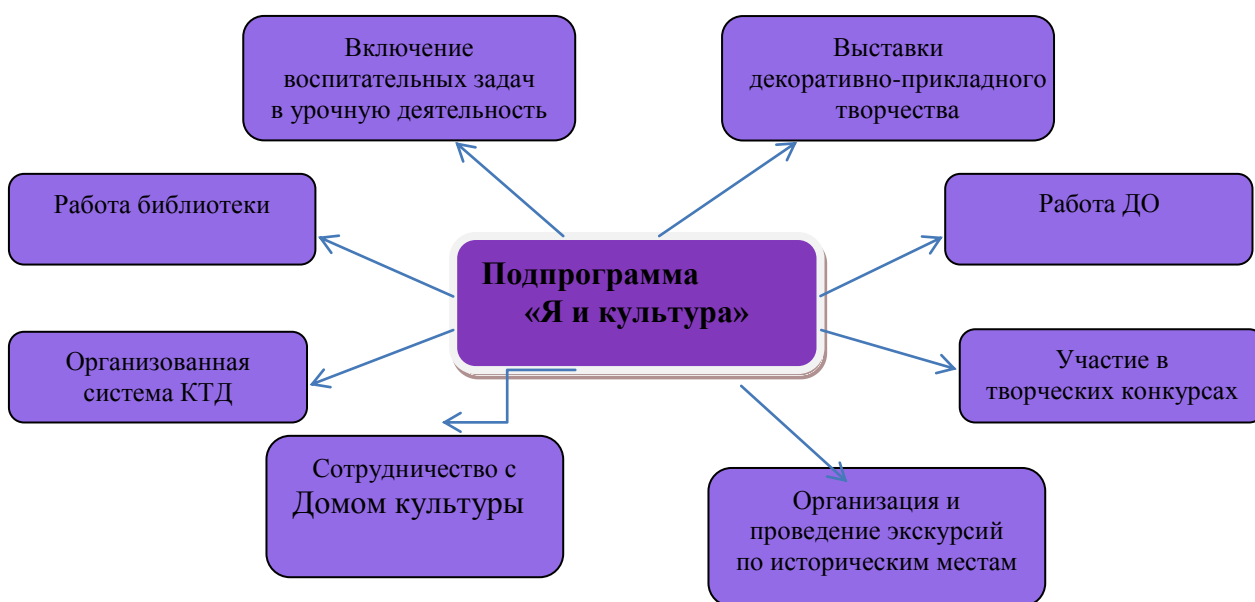 Включение
воспитательных задач
в урочную деятельность
Выставки
декоративно-прикладного
творчества
Работа библиотеки
Работа ДО
Подпрограмма
«Я и культура»
Организованная
система КТД
Участие в
творческих конкурсах
Сотрудничество с
Домом культуры
Организация и
проведение экскурсий
по историческим местам